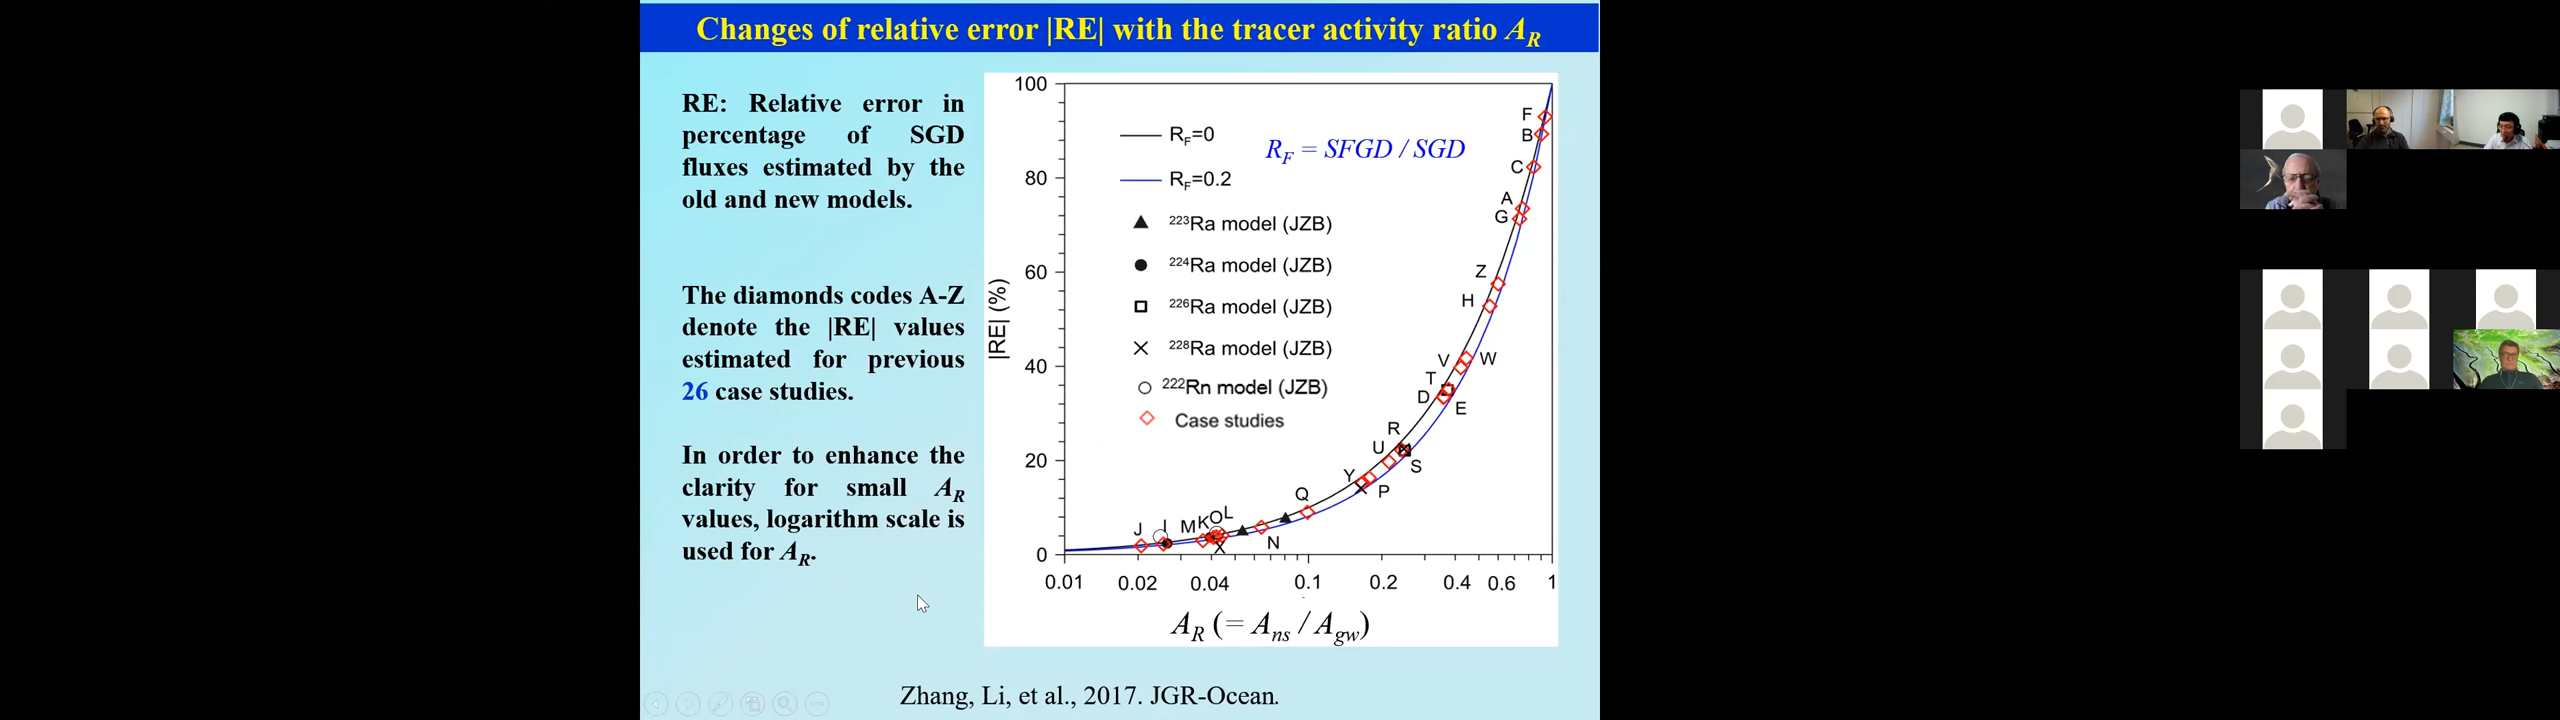 Changes of relative error |RE| with the tracer activity ratio A_R
RE: Relative error in
percentage of SGD
fluxes estimated by the
old and new models.
The diamonds codes A-Z
denote the |RE| values
estimated for previous
26 case studies.
In order to enhance the
clarity for small A_R
values, logarithm scale is
used for A_R.
100
80
60
40
20
0
|RE| (%)
R_F=0
R_F=0.2
R_F = SFGD / SGD
²²³Ra model (JZB)
²²⁴Ra model (JZB)
²²⁶Ra model (JZB)
²²⁸Ra model (JZB)
²²²Rn model (JZB)
Case studies
F
B
C
A
G
Z
H
V
W
T
D
E
R
U
S
Y
P
Q
J
I
M
K
O
L
N
0.01
0.02
0.04
0.1
0.2
0.4
0.6
1
A_R (= A_ns / A_gw)
Zhang, Li, et al., 2017. JGR-Ocean.